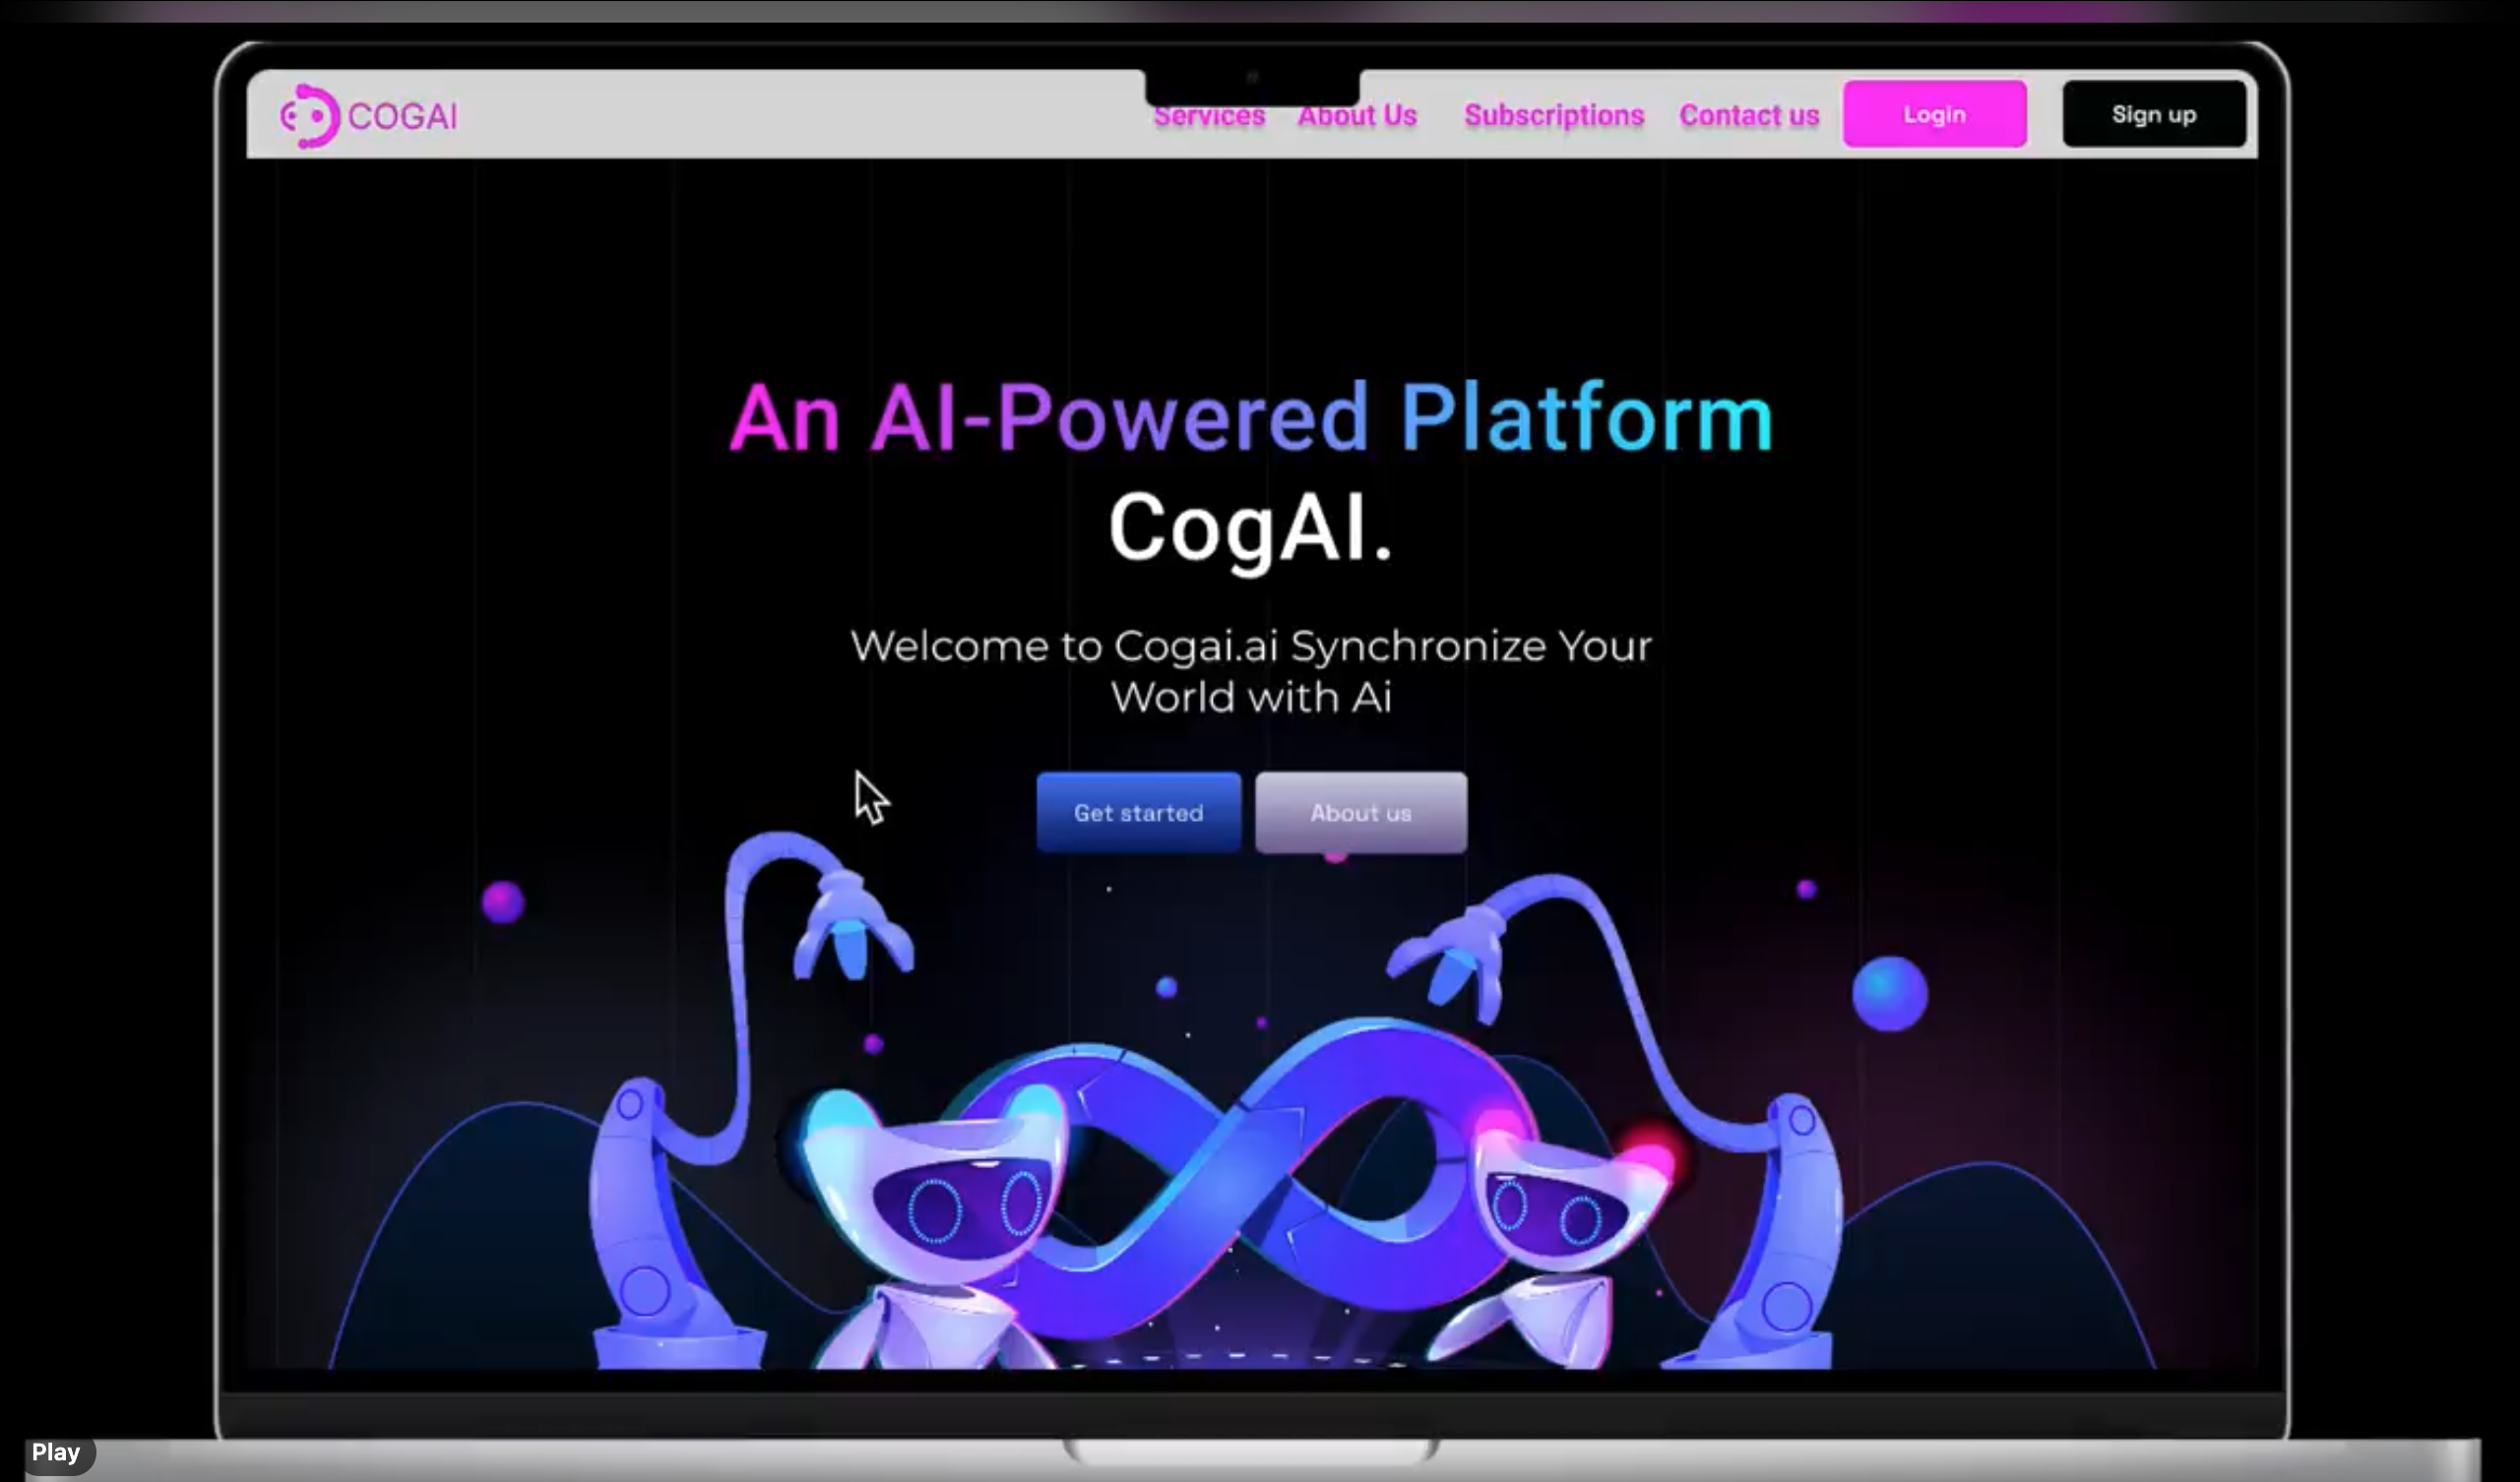 COGAI
Services About Us Subscriptions Contact us Login Sign up
An AI-Powered Platform
CogAI.
Welcome to Cogai.ai Synchronize Your
World with Ai
Get started About us
Play